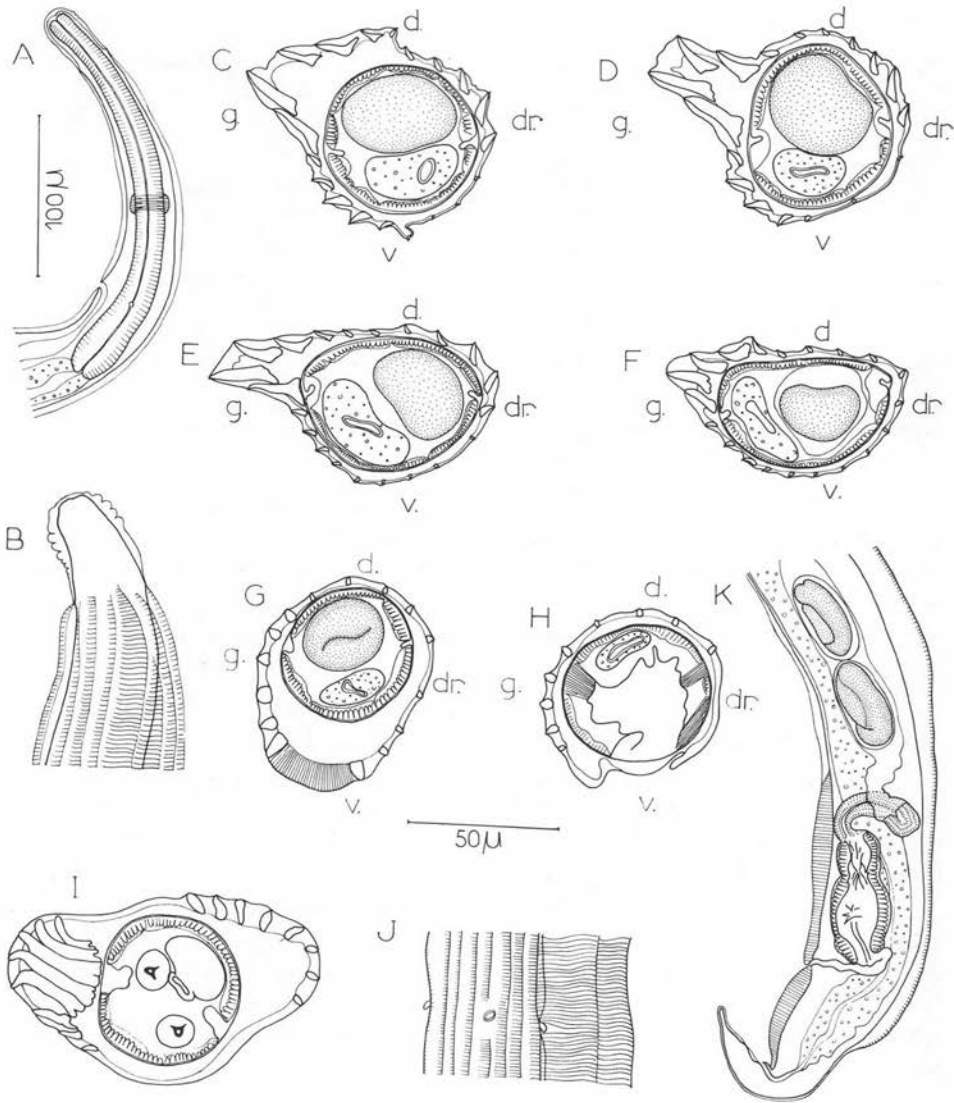 A
100μ
C
d.
g.
dr.
v
D
d
g.
dr.
v
E
d.
g.
dr.
v.
F
d
g.
dr.
v.
B
G
d.
g.
dr.
v.
H
d.
g.
dr.
v.
K
50μ
I
J